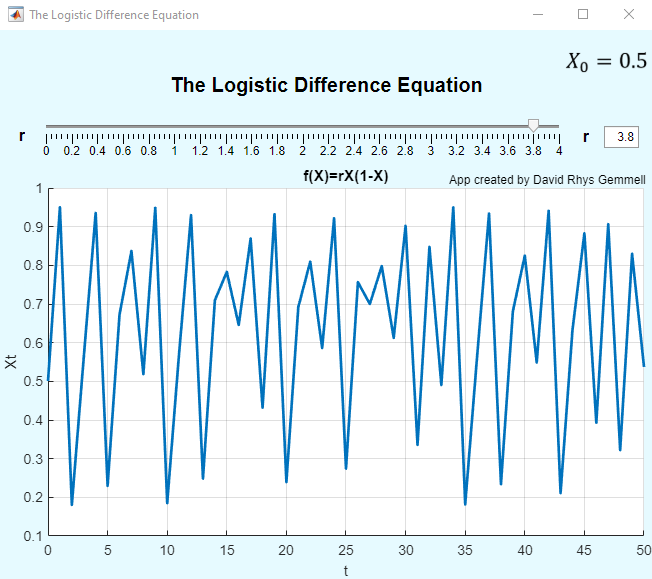 The Logistic Difference Equation
X₀ = 0.5
The Logistic Difference Equation
r
0 0.2 0.4 0.6 0.8 1 1.2 1.4 1.6 1.8 2 2.2 2.4 2.6 2.8 3 3.2 3.4 3.6 3.8 4
r 3.8
f(X)=rX(1-X)
App created by David Rhys Gemmell
1
0.9
0.8
0.7
0.6
0.5
0.4
0.3
0.2
0.1
Xt
0 5 10 15 20 25 30 35 40 45 50
t